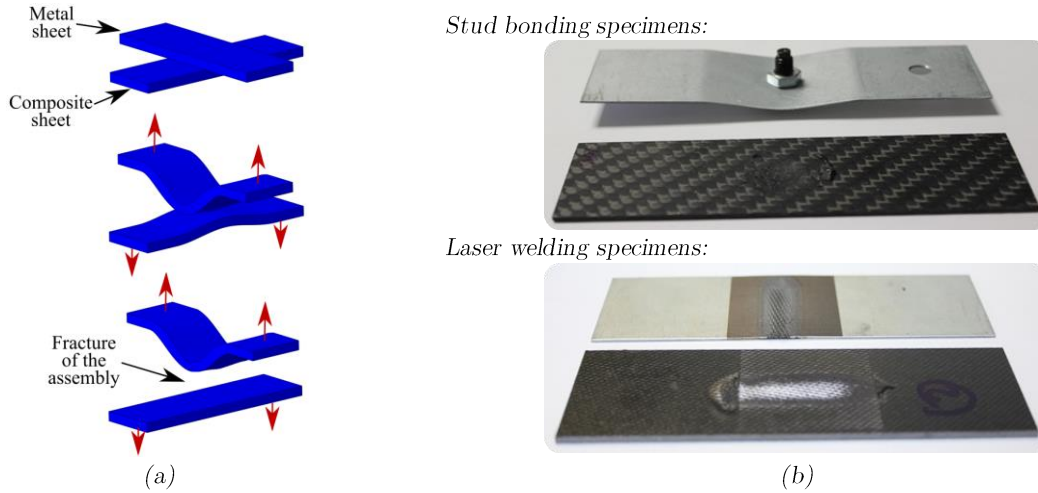 Metal
sheet
Composite
sheet
Fracture
of the
assembly
(a)
Stud bonding specimens:
Laser welding specimens:
(b)